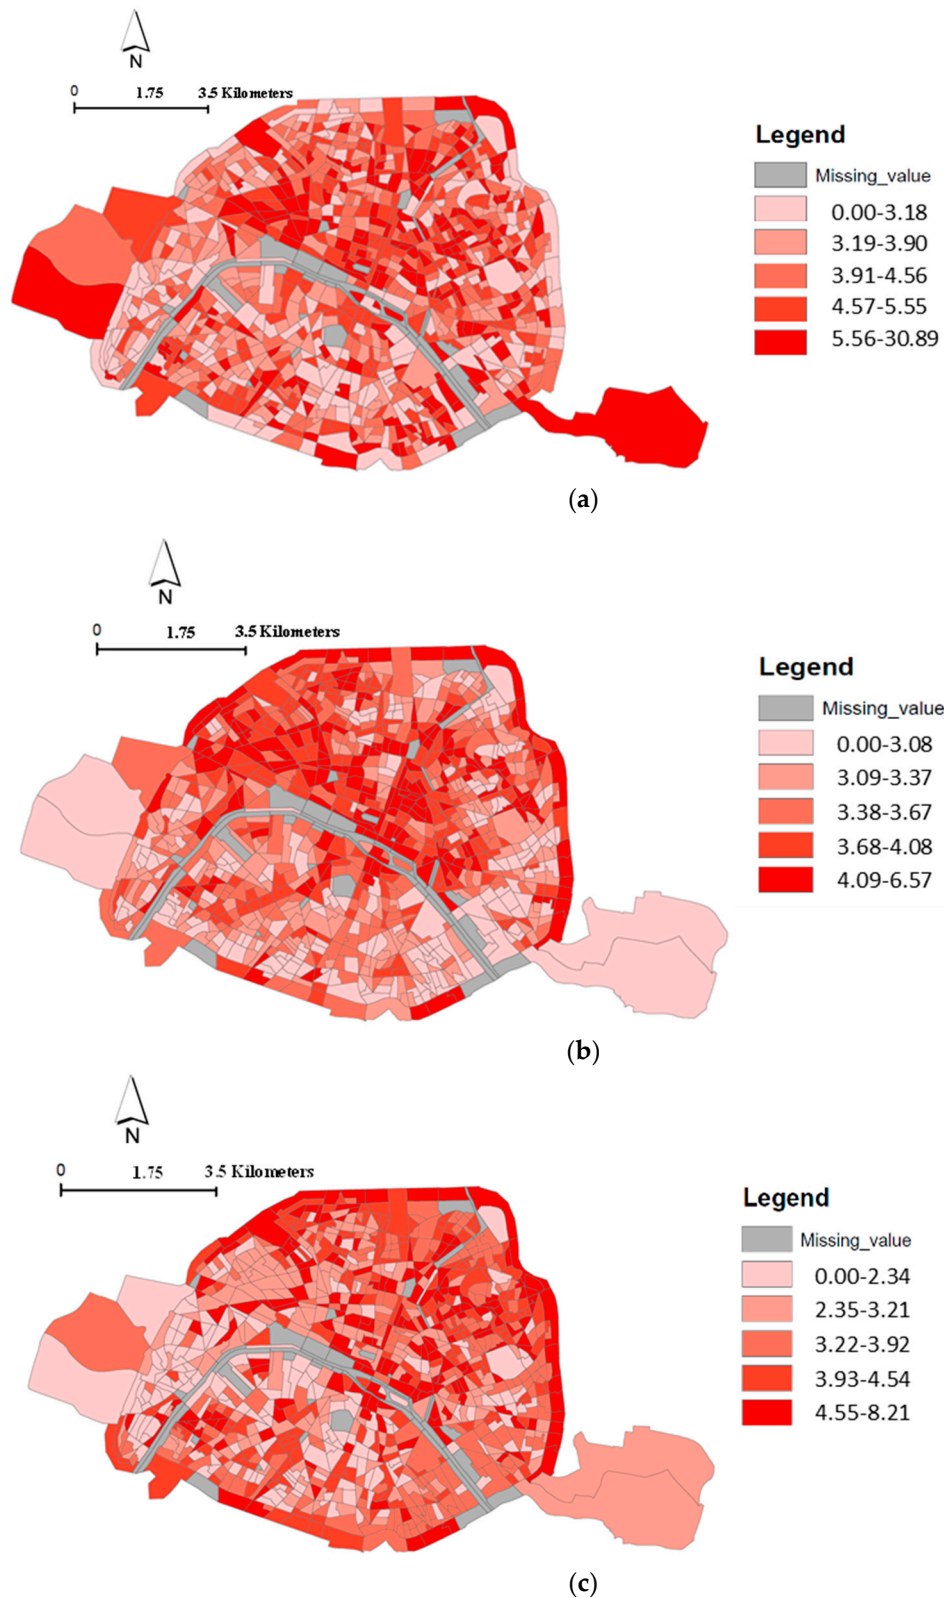 N
0 1.75 3.5 Kilometers
Legend
Missing_value
0.00-3.18
3.19-3.90
3.91-4.56
4.57-5.55
5.56-30.89
(a)
N
0 1.75 3.5 Kilometers
Legend
Missing_value
0.00-3.08
3.09-3.37
3.38-3.67
3.68-4.08
4.09-6.57
(b)
N
0 1.75 3.5 Kilometers
Legend
Missing_value
0.00-2.34
2.35-3.21
3.22-3.92
3.93-4.54
4.55-8.21
(c)